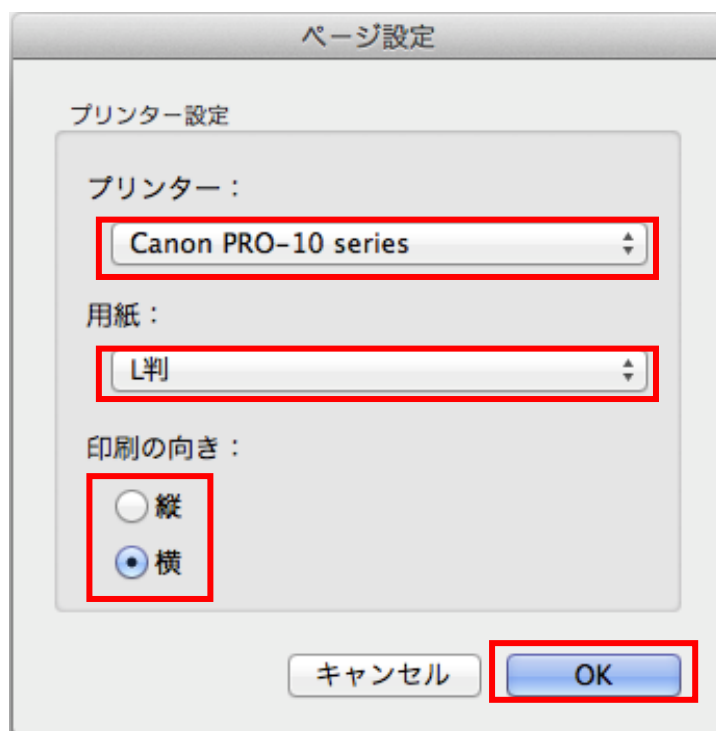 ページ設定
プリンター設定
プリンター：
Canon PRO-10 series
用紙：
L判
印刷の向き：
縦
横
キャンセル
OK